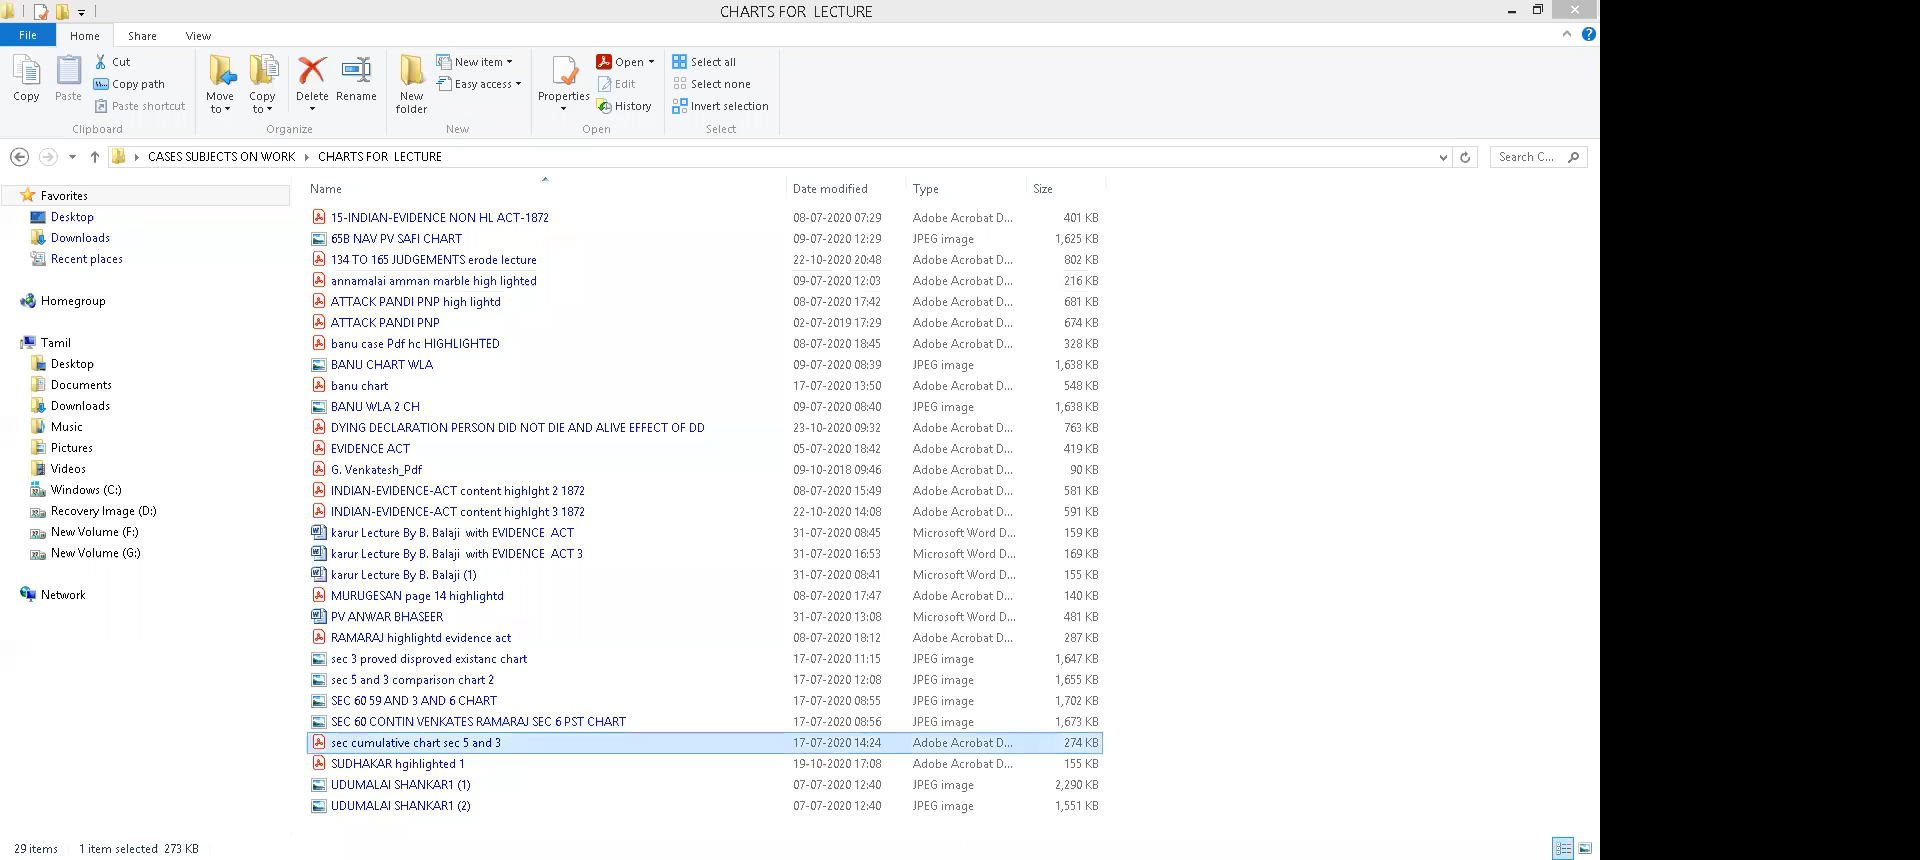 CHARTS FOR  LECTURE
File Home Share View
Cut Copy path Paste shortcut
Copy Paste
Clipboard
Move to Copy to Delete Rename
Organize
New folder New item Easy access
New
Properties Open Edit History
Open
Select all
Select none
Invert selection
Select
CASES SUBJECTS ON WORK CHARTS FOR  LECTURE Search C...
Name Date modified Type Size
Favorites
Desktop
Downloads
Recent places
Homegroup
Tamil
Desktop
Documents
Downloads
Music
Pictures
Videos
Windows (C:)
Recovery Image (D:)
New Volume (F:)
New Volume (G:)
Network
15-INDIAN-EVIDENCE NON HL ACT-1872 08-07-2020 07:29 Adobe Acrobat D... 401 KB
65B NAV PV SAFI CHART 09-07-2020 12:29 JPEG image 1,625 KB
134 TO 165 JUDGEMENTS erode lecture 22-10-2020 20:48 Adobe Acrobat D... 802 KB
annamalai amman marble high lighted 09-07-2020 12:03 Adobe Acrobat D... 216 KB
ATTACK PANDI PNP high lightd 08-07-2020 17:42 Adobe Acrobat D... 681 KB
ATTACK PANDI PNP 02-07-2019 17:29 Adobe Acrobat D... 674 KB
banu case Pdf hc HIGHLIGHTED 08-07-2020 18:45 Adobe Acrobat D... 328 KB
BANU CHART WLA 09-07-2020 08:39 JPEG image 1,638 KB
banu chart 17-07-2020 13:50 Adobe Acrobat D... 548 KB
BANU WLA 2 CH 09-07-2020 08:40 JPEG image 1,638 KB
DYING DECLARATION PERSON DID NOT DIE AND ALIVE EFFECT OF DD 23-10-2020 09:32 Adobe Acrobat D... 763 KB
EVIDENCE ACT 05-07-2020 18:42 Adobe Acrobat D... 419 KB
G. Venkatesh_Pdf 09-10-2018 09:46 Adobe Acrobat D... 90 KB
INDIAN-EVIDENCE-ACT content highlght 2 1872 08-07-2020 15:49 Adobe Acrobat D... 581 KB
INDIAN-EVIDENCE-ACT content highlght 3 1872 22-10-2020 14:08 Adobe Acrobat D... 591 KB
karur Lecture By B. Balaji  with EVIDENCE  ACT 31-07-2020 08:45 Microsoft Word D... 159 KB
karur Lecture By B. Balaji  with EVIDENCE  ACT 3 31-07-2020 16:53 Microsoft Word D... 169 KB
karur Lecture By B. Balaji (1) 31-07-2020 08:41 Microsoft Word D... 155 KB
MURUGESAN page 14 highlightd 08-07-2020 17:47 Adobe Acrobat D... 140 KB
PV ANWAR BHASEER 31-07-2020 13:08 Microsoft Word D... 481 KB
RAMARAJ highlightd evidence act 08-07-2020 18:12 Adobe Acrobat D... 287 KB
sec 3 proved disproved existanc chart 17-07-2020 11:15 JPEG image 1,647 KB
sec 5 and 3 comparison chart 2 17-07-2020 12:08 JPEG image 1,655 KB
SEC 60 59 AND 3 AND 6 CHART 17-07-2020 08:55 JPEG image 1,702 KB
SEC 60 CONTIN VENKATES RAMARAJ SEC 6 PST CHART 17-07-2020 08:56 JPEG image 1,673 KB
sec cumulative chart sec 5 and 3 17-07-2020 14:24 Adobe Acrobat D... 274 KB
SUDHAKAR hgihlighted 1 19-10-2020 17:08 Adobe Acrobat D... 155 KB
UDUMALAI SHANKAR1 (1) 07-07-2020 12:40 JPEG image 2,290 KB
UDUMALAI SHANKAR1 (2) 07-07-2020 12:40 JPEG image 1,551 KB
29 items 1 item selected  273 KB